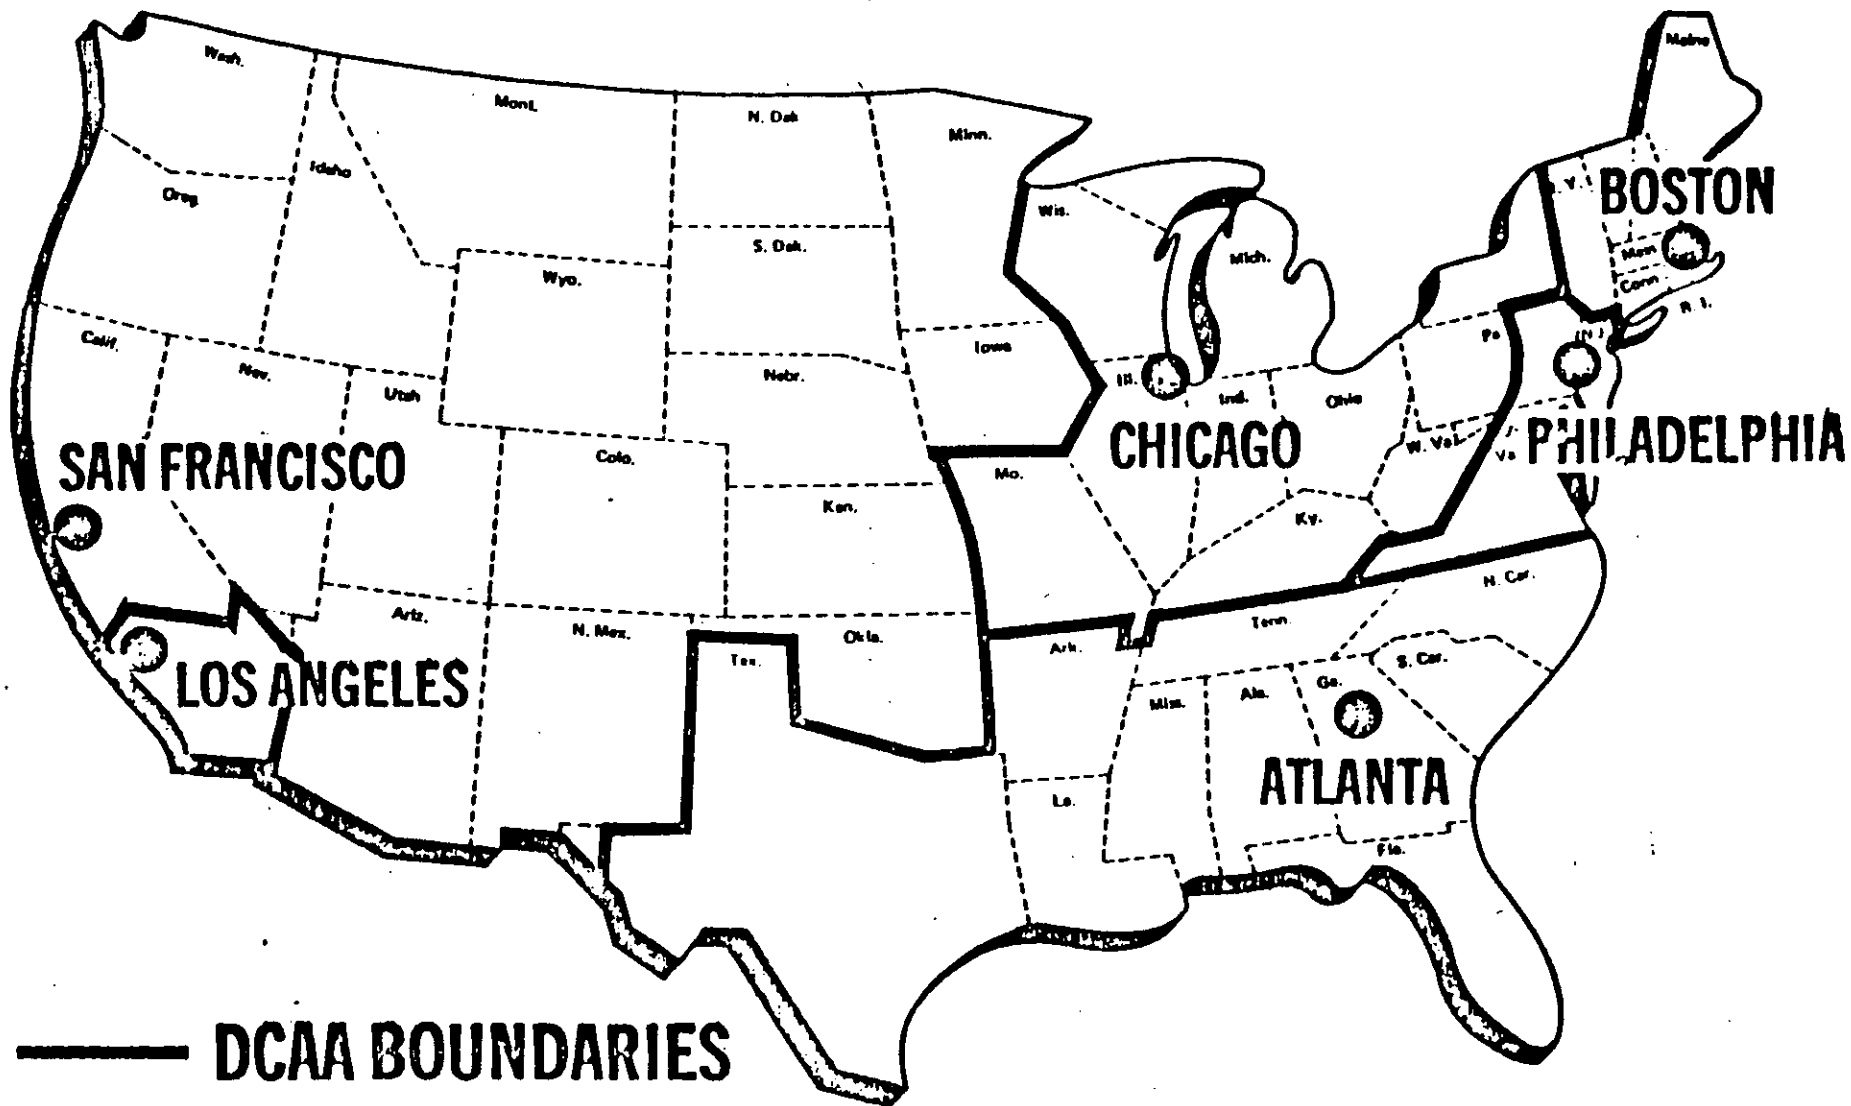 Maine
Wash.
Mont.
N. Dak
Minn.
Idaho
Oreg.
BOSTON
Wis.
S. Dak.
Mich.
Wyo.
Mass
Conn
R. I.
Calif.
Nev.
Utah
Nebr.
Iowa
Ill.
Ind.
Ohio
Pa
(N.J.
SAN FRANCISCO
Colo.
CHICAGO
W. Va.
Va.
PHILADELPHIA
Mo.
Kan.
Ky.
Ariz.
N. Mex.
Okla.
Tex.
Ark.
Tenn.
N. Car.
LOS ANGELES
S. Car.
Miss.
Ala.
Ga.
ATLANTA
La.
Fla.
DCAA BOUNDARIES